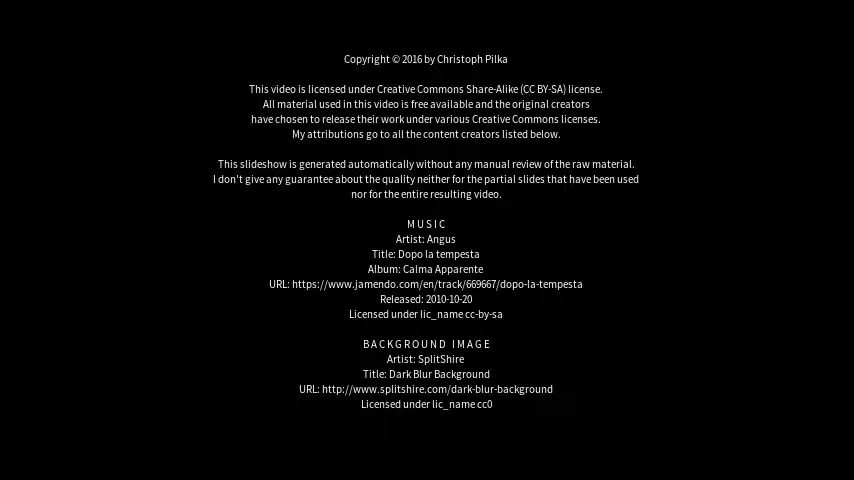 Copyright © 2016 by Christoph Pilka
This video is licensed under Creative Commons Share-Alike (CC BY-SA) license.
All material used in this video is free available and the original creators
have chosen to release their work under various Creative Commons licenses.
My attributions go to all the content creators listed below.
This slideshow is generated automatically without any manual review of the raw material.
I don't give any guarantee about the quality neither for the partial slides that have been used
nor for the entire resulting video.
MUSIC
Artist: Angus
Title: Dopo la tempesta
Album: Calma Apparente
URL: https://www.jamendo.com/en/track/669667/dopo-la-tempesta
Released: 2010-10-20
Licensed under lic_name cc-by-sa
BACKGROUND IMAGE
Artist: SplitShire
Title: Dark Blur Background
URL: http://www.splitshire.com/dark-blur-background
Licensed under lic_name cc0